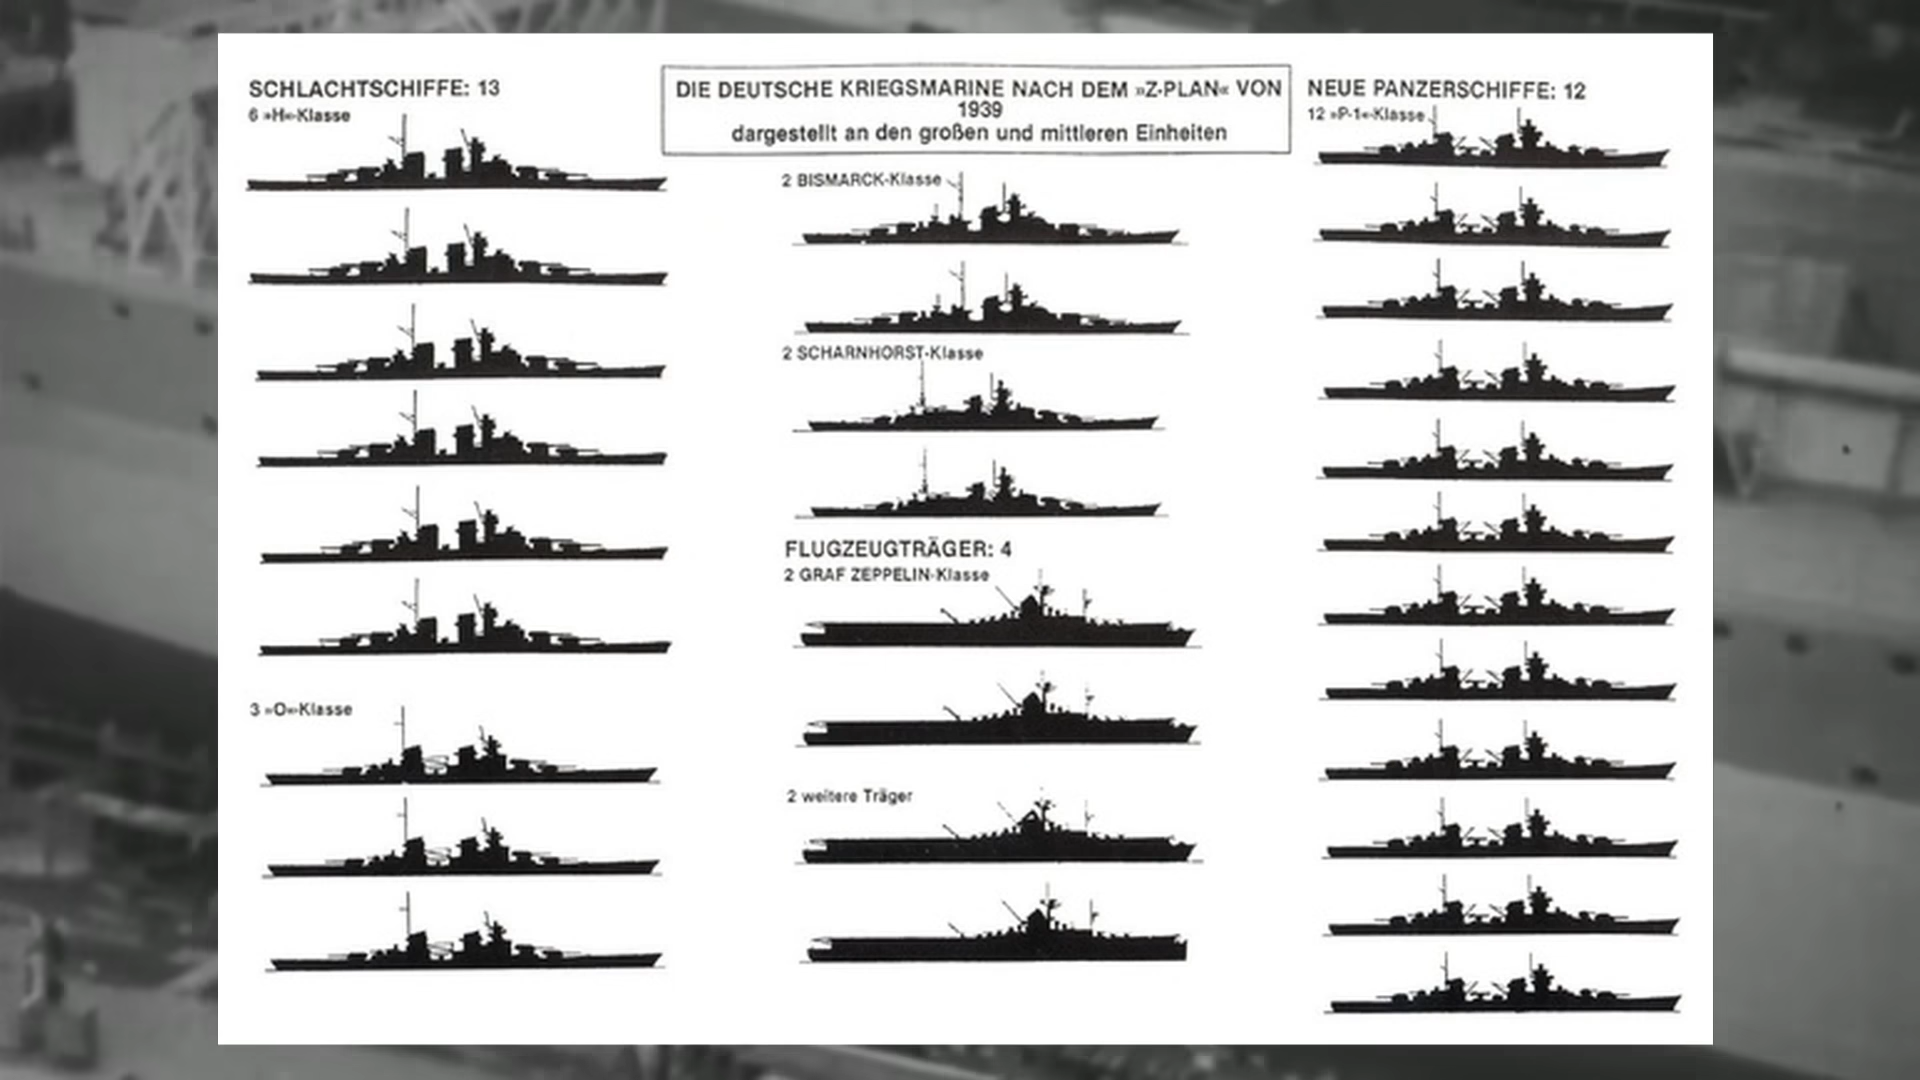 SCHLACHTSCHIFFE: 13
6 »H«-Klasse
3 »O«-Klasse
DIE DEUTSCHE KRIEGSMARINE NACH DEM »Z-PLAN« VON
1939
dargestellt an den großen und mittleren Einheiten
2 BISMARCK-Klasse
2 SCHARNHORST-Klasse
FLUGZEUGTRÄGER: 4
2 GRAF ZEPPELIN-Klasse
2 weitere Träger
NEUE PANZERSCHIFFE: 12
12 »P-1«-Klasse